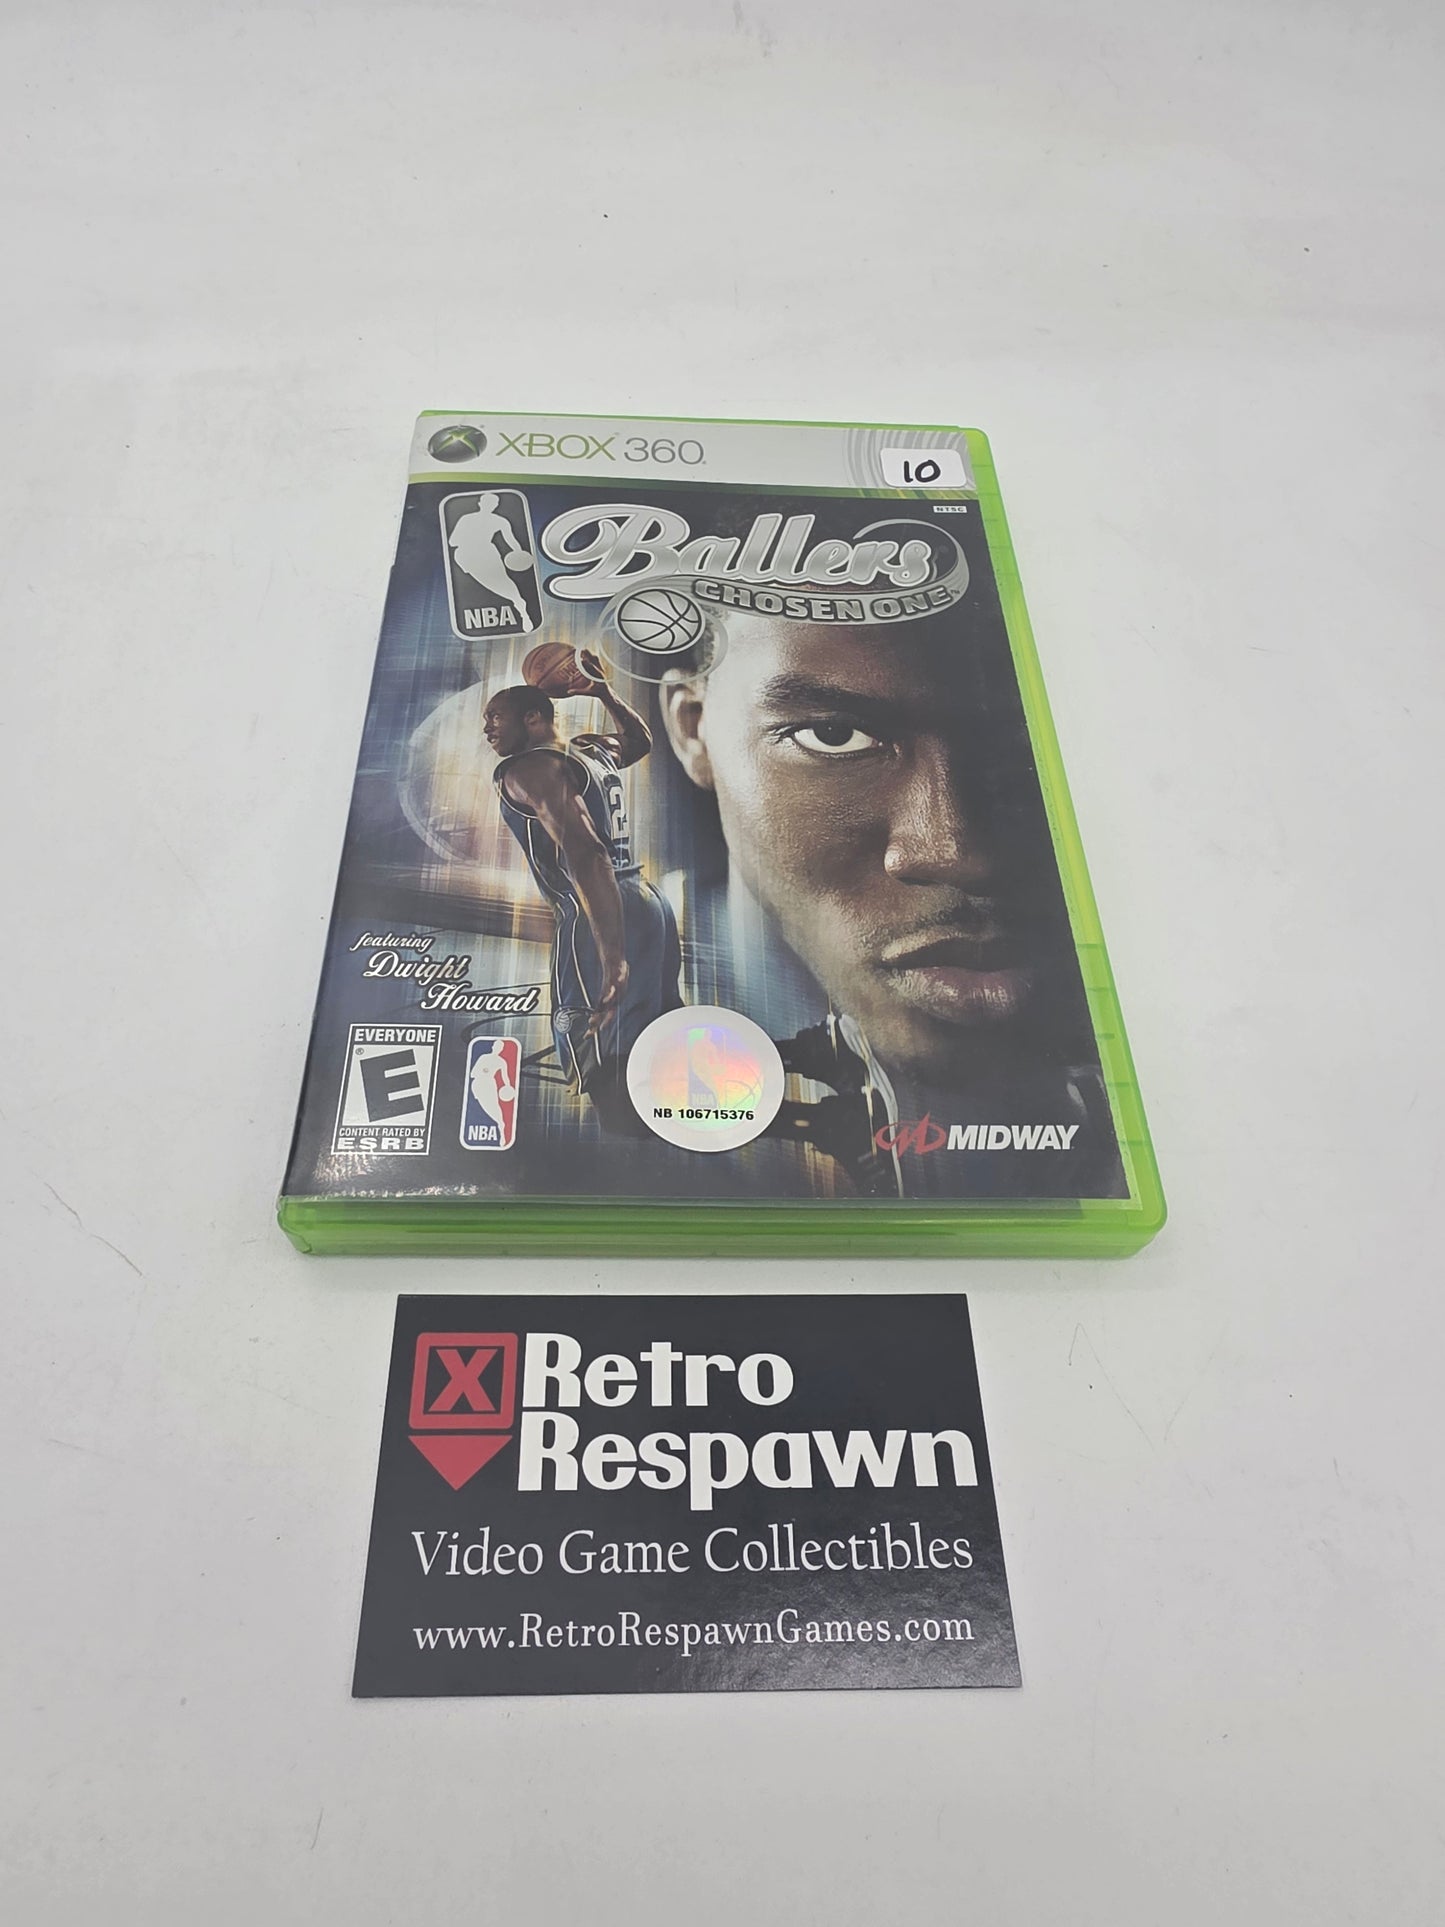 XBOX 360
10
NTSC
NBA
Ballers
CHOSEN ONE
featuring
Dwight
Howard
EVERYONE
E
CONTENT RATED BY
ESRB
NBA
NBA
NB 106715376
MIDWAY
X Retro
Respawn
Video Game Collectibles
www.RetroRespawnGames.com